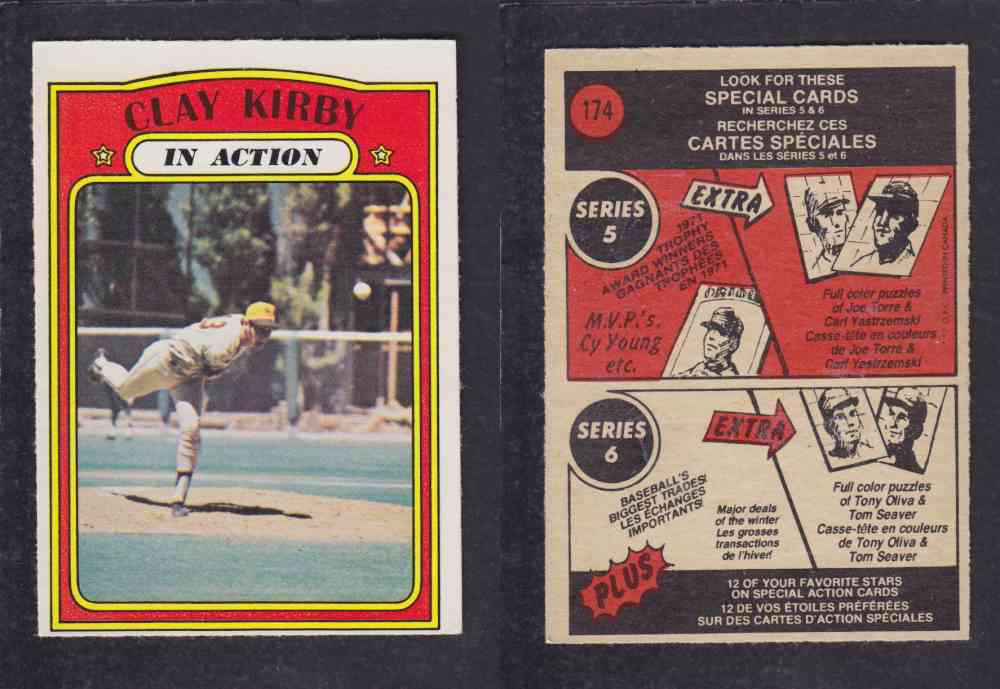 CLAY KIRBY
IN ACTION
174
LOOK FOR THESE
SPECIAL CARDS
IN SERIES 5 & 6
RECHERCHEZ CES
CARTES SPÉCIALES
DANS LES SÉRIES 5 et 6
SERIES
5
EXTRA
1971
TROPHY
AWARD WINNERS
GAGNANTS DES
TROPHÉES
EN 1971
M.V.P.'s.
Cy Young
etc.
Full color puzzles
of Joe Torre &
Carl Yastrzemski
Casse-tête en couleurs
de Joe Torre &
Carl Yastrzemski
PRINTED IN CANADA
SERIES
6
EXTRA
BASEBALL'S
BIGGEST TRADES!
LES ÉCHANGES
IMPORTANTS!
Major deals
of the winter
Les grosses
transactions
de l'hiver!
Full color puzzles
of Tony Oliva &
Tom Seaver
Casse-tête en couleurs
de Tony Oliva &
Tom Seaver
PLUS
12 OF YOUR FAVORITE STARS
ON SPECIAL ACTION CARDS
12 DE VOS ÉTOILES PRÉFÉRÉES
SUR DES CARTES D'ACTION SPÉCIALES